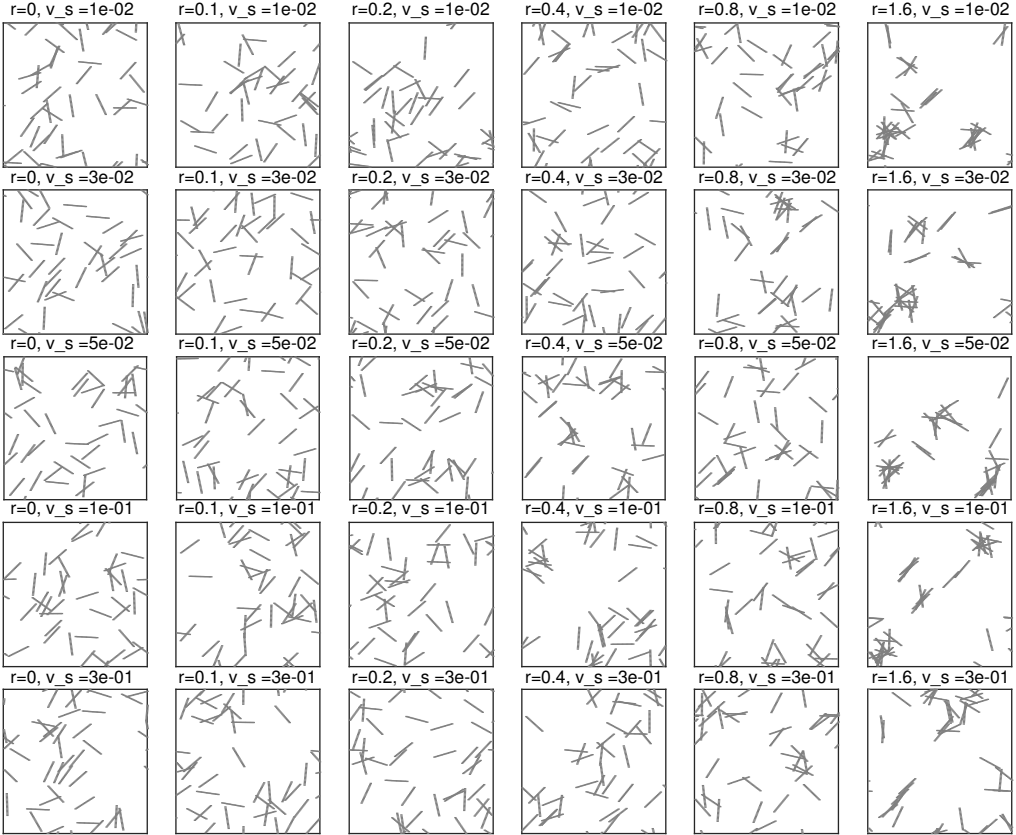 r=0, v_s =1e-02 r=0.1, v_s =1e-02 r=0.2, v_s =1e-02 r=0.4, v_s =1e-02 r=0.8, v_s =1e-02 r=1.6, v_s =1e-02
r=0, v_s =3e-02 r=0.1, v_s =3e-02 r=0.2, v_s =3e-02 r=0.4, v_s =3e-02 r=0.8, v_s =3e-02 r=1.6, v_s =3e-02
r=0, v_s =5e-02 r=0.1, v_s =5e-02 r=0.2, v_s =5e-02 r=0.4, v_s =5e-02 r=0.8, v_s =5e-02 r=1.6, v_s =5e-02
r=0, v_s =1e-01 r=0.1, v_s =1e-01 r=0.2, v_s =1e-01 r=0.4, v_s =1e-01 r=0.8, v_s =1e-01 r=1.6, v_s =1e-01
r=0, v_s =3e-01 r=0.1, v_s =3e-01 r=0.2, v_s =3e-01 r=0.4, v_s =3e-01 r=0.8, v_s =3e-01 r=1.6, v_s =3e-01